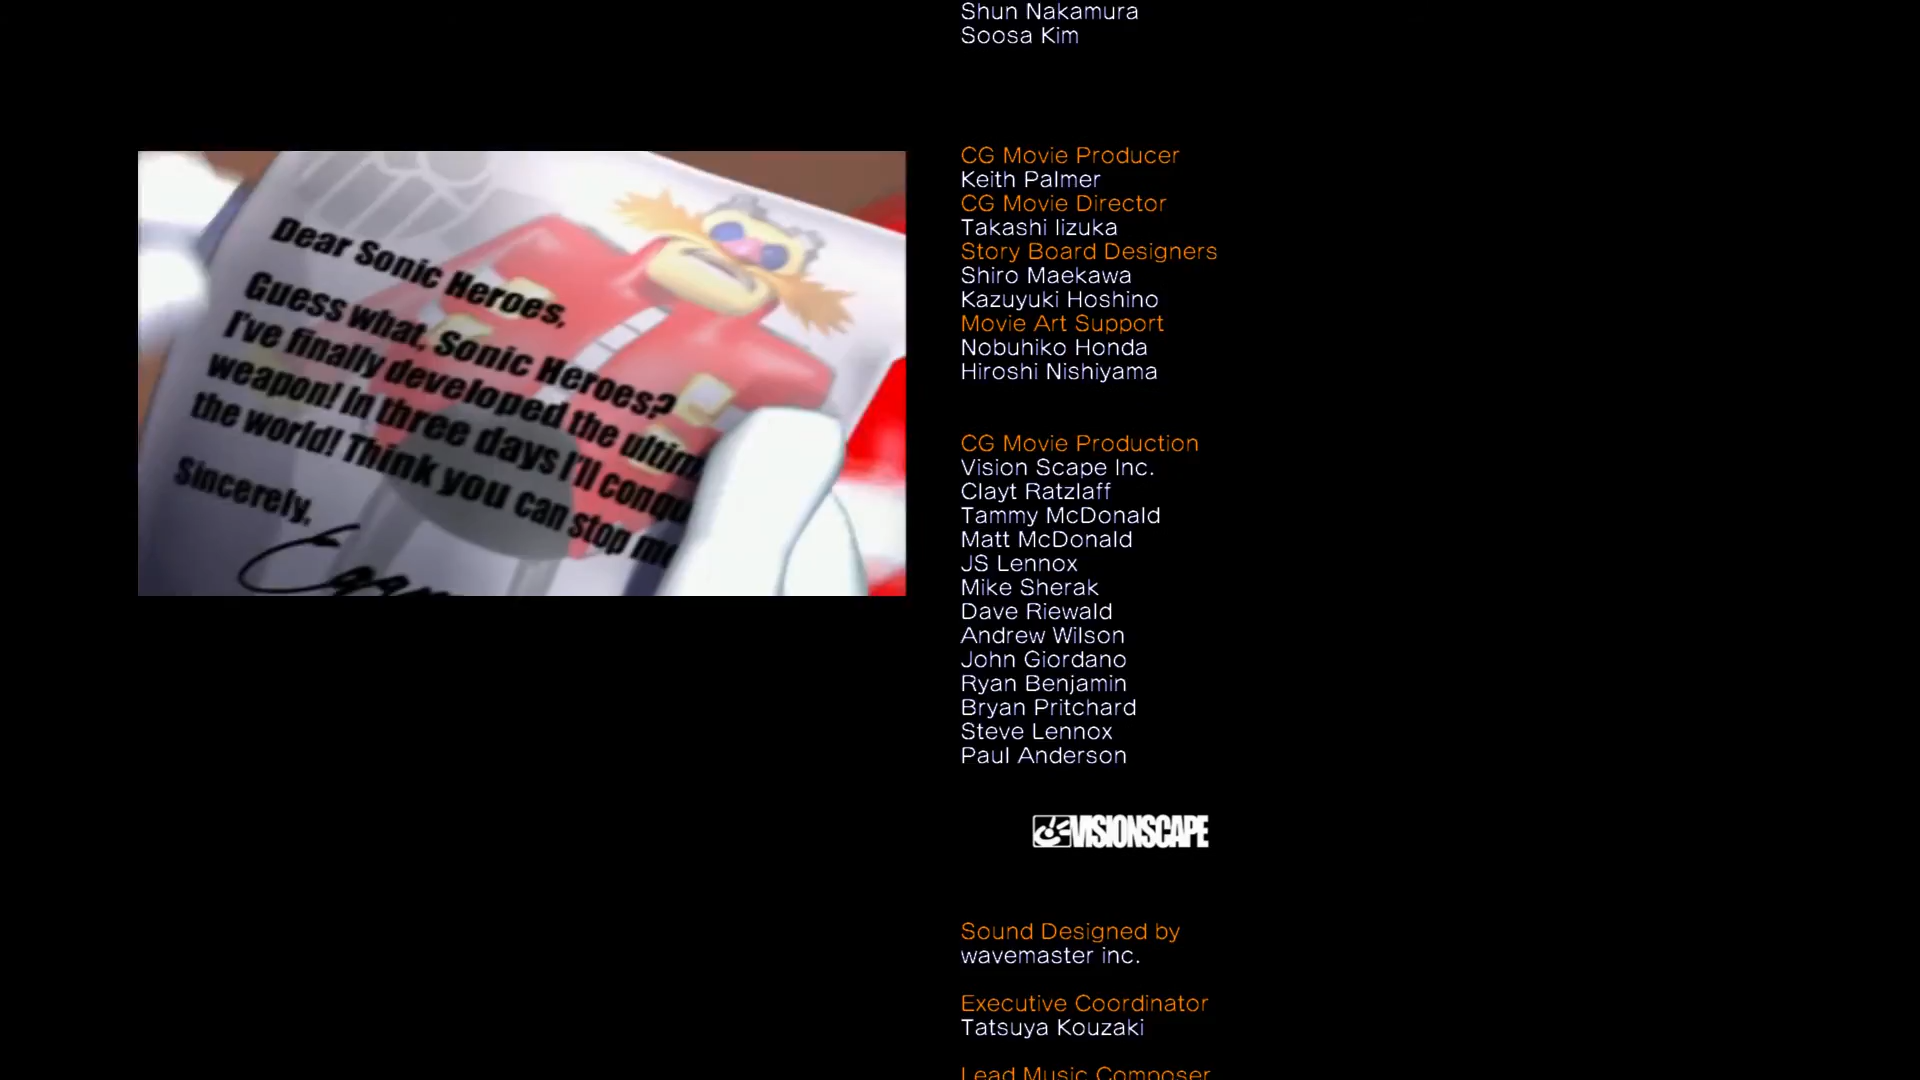 Shun Nakamura
Soosa Kim
Dear Sonic Heroes,
Guess what, Sonic Heroes?
I've finally developed the
weapon! In three days I'll
the world! Think you can stop
Sincerely,
CG Movie Producer
Keith Palmer
CG Movie Director
Takashi Iizuka
Story Board Designers
Shiro Maekawa
Kazuyuki Hoshino
Movie Art Support
Nobuhiko Honda
Hiroshi Nishiyama
CG Movie Production
Vision Scape Inc.
Clayt Ratzlaff
Tammy McDonald
Matt McDonald
JS Lennox
Mike Sherak
Dave Riewald
Andrew Wilson
John Giordano
Ryan Benjamin
Bryan Pritchard
Steve Lennox
Paul Anderson
VISIONSCAPE
Sound Designed by
wavemaster inc.
Executive Coordinator
Tatsuya Kouzaki
Lead Music Composer